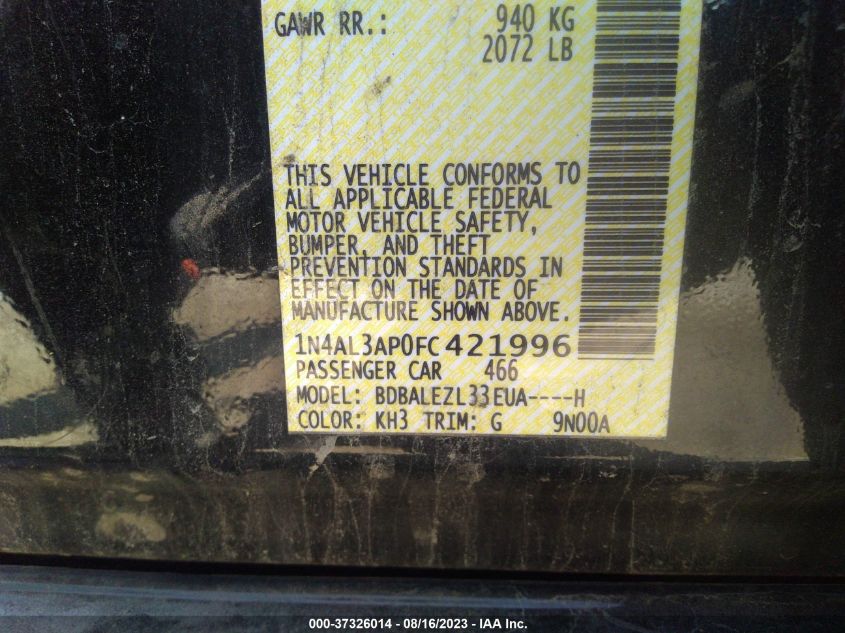 GAWR RR.: 940 KG
2072 LB
THIS VEHICLE CONFORMS TO
ALL APPLICABLE FEDERAL
MOTOR VEHICLE SAFETY,
BUMPER, AND THEFT
PREVENTION STANDARDS IN
EFFECT ON THE DATE OF
MANUFACTURE SHOWN ABOVE.
1N4AL3AP0FC421996
PASSENGER CAR 466
MODEL: BDBALEZL33EUA----H
COLOR: KH3 TRIM: G 9N00A
000-37326014 - 08/16/2023 - IAA Inc.